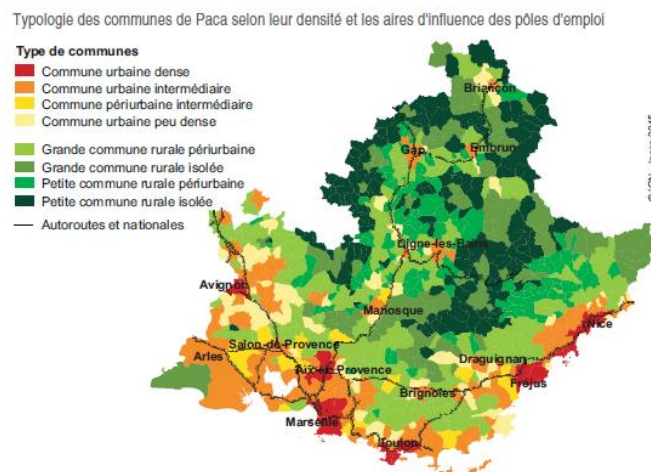 Typologie des communes de Paca selon leur densité et les aires d'influence des pôles d'emploi
Type de communes
Commune urbaine dense
Commune urbaine intermédiaire
Commune périurbaine intermédiaire
Commune urbaine peu dense
Grande commune rurale périurbaine
Grande commune rurale isolée
Petite commune rurale périurbaine
Petite commune rurale isolée
Autoroutes et nationales
Briançon
Gap
Embrun
Digne-les-Bains
Avignon
Manosque
Nice
Salon-de-Provence
Arles
Aix-en-Provence
Draguignan
Fréjus
Brignoles
Marseille
Toulon